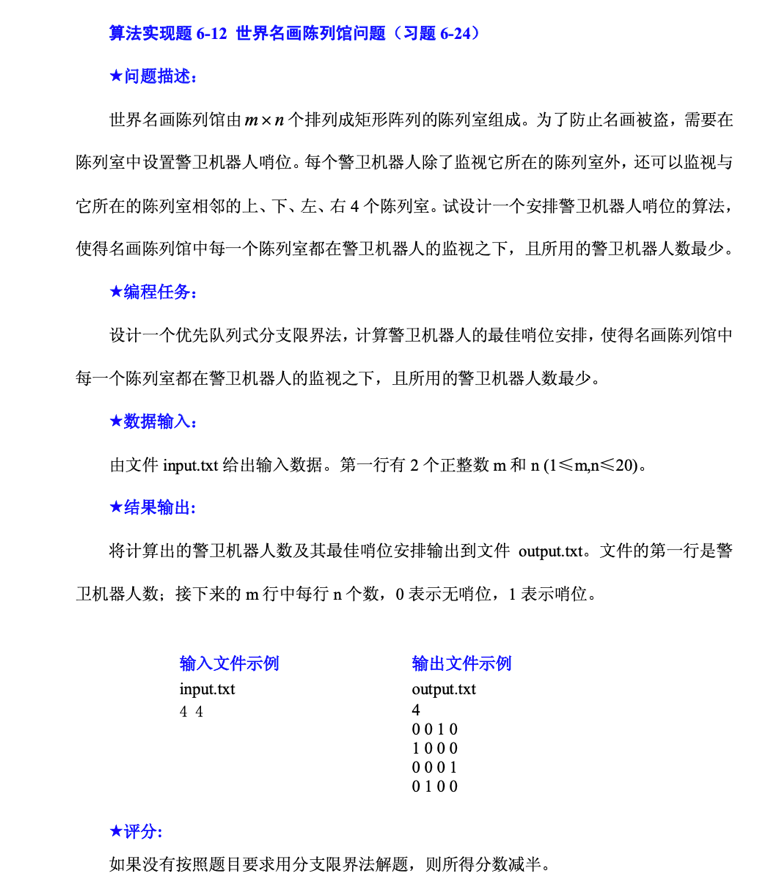 算法实现题 6-12 世界名画陈列馆问题（习题 6-24）
★问题描述：
世界名画陈列馆由 m × n 个排列成矩形阵列的陈列室组成。为了防止名画被盗，需要在
陈列室中设置警卫机器人哨位。每个警卫机器人除了监视它所在的陈列室外，还可以监视与
它所在的陈列室相邻的上、下、左、右 4 个陈列室。试设计一个安排警卫机器人哨位的算法，
使得名画陈列馆中每一个陈列室都在警卫机器人的监视之下，且所用的警卫机器人数最少。
★编程任务：
设计一个优先队列式分支限界法，计算警卫机器人的最佳哨位安排，使得名画陈列馆中
每一个陈列室都在警卫机器人的监视之下，且所用的警卫机器人数最少。
★数据输入：
由文件 input.txt 给出输入数据。第一行有 2 个正整数 m 和 n (1≤m,n≤20)。
★结果输出:
将计算出的警卫机器人数及其最佳哨位安排输出到文件 output.txt。文件的第一行是警
卫机器人数；接下来的 m 行中每行 n 个数，0 表示无哨位，1 表示哨位。
输入文件示例 输出文件示例
input.txt output.txt
4 4 4
0 0 1 0
1 0 0 0
0 0 0 1
0 1 0 0
★评分:
如果没有按照题目要求用分支限界法解题，则所得分数减半。